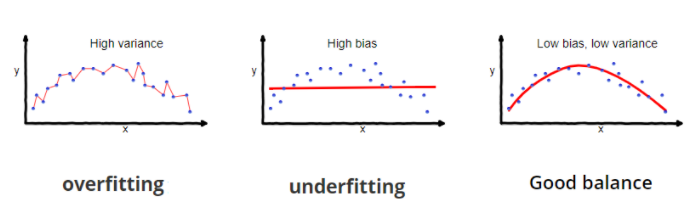 High variance
y
x
overfitting
High bias
y
x
underfitting
Low bias, low variance
y
x
Good balance